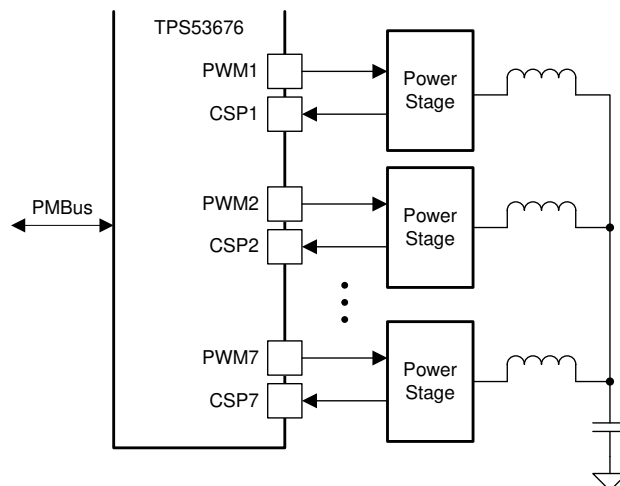 TPS53676
PWM1
Power
Stage
CSP1
PWM2
Power
Stage
CSP2
PMBus
PWM7
Power
Stage
CSP7